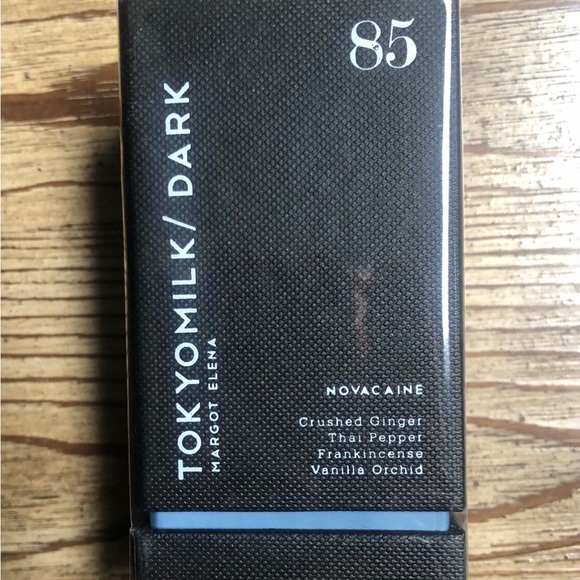 85
TOKYOMILK/ DARK
MARGOT ELENA
NOVACAINE
Crushed Ginger
Thai Pepper
Frankincense
Vanilla Orchid